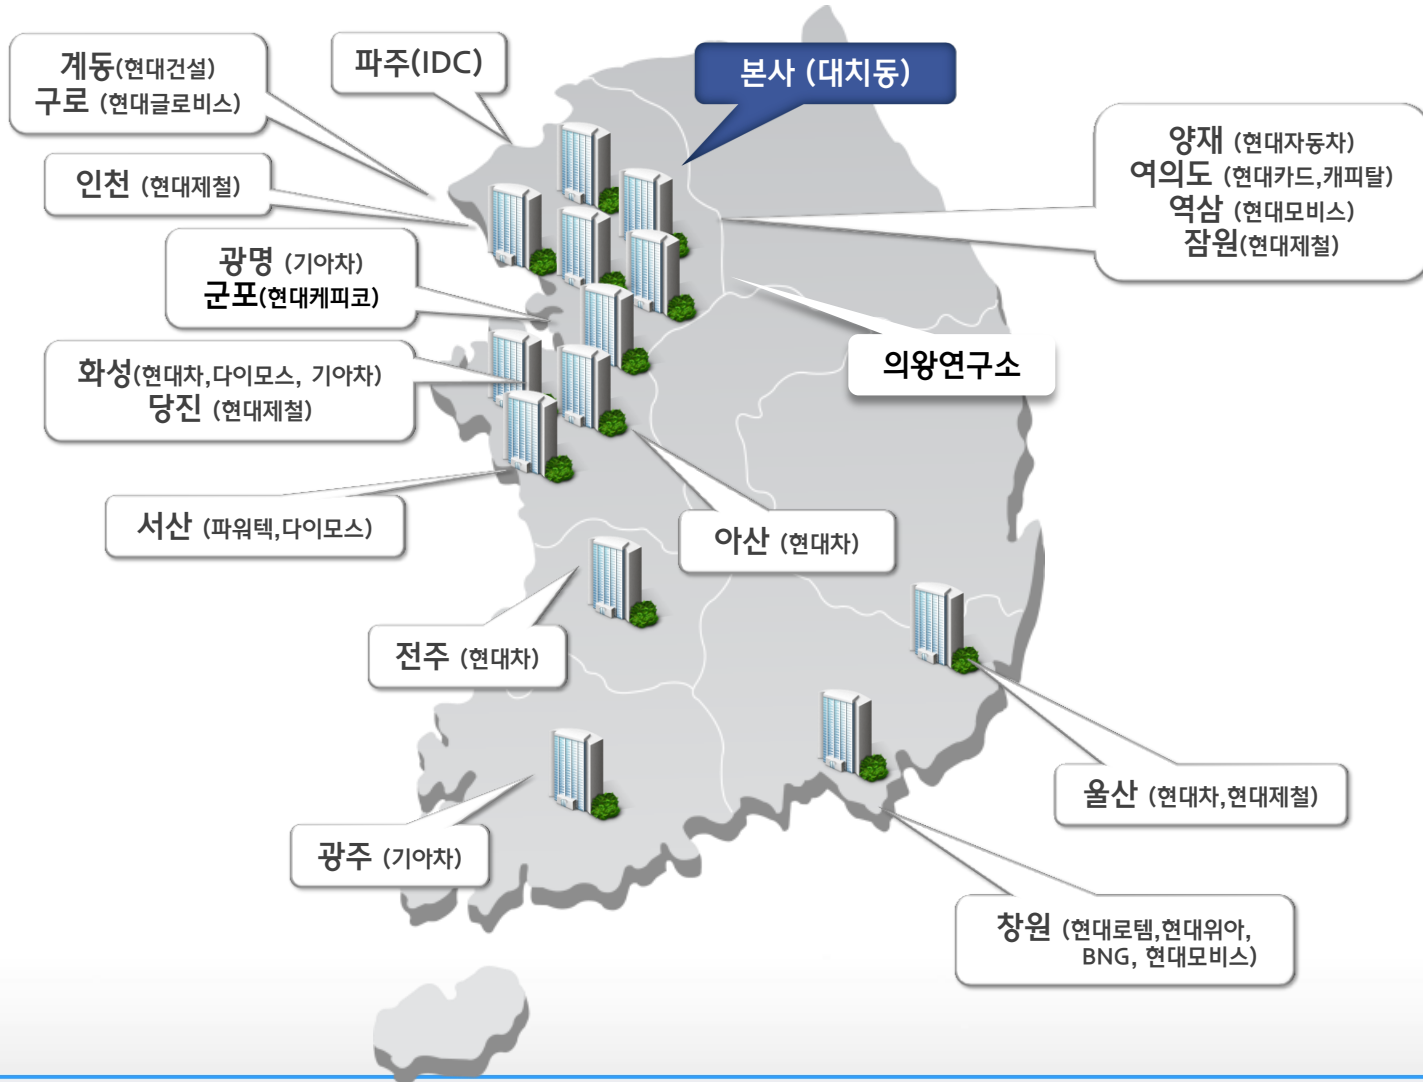 계동(현대건설)
구로 (현대글로비스)
파주(IDC)
본사 (대치동)
양재 (현대자동차)
여의도 (현대카드,캐피탈)
역삼 (현대모비스)
잠원(현대제철)
인천 (현대제철)
광명 (기아차)
군포(현대케피코)
의왕연구소
화성(현대차,다이모스, 기아차)
당진 (현대제철)
서산 (파워텍,다이모스)
아산 (현대차)
전주 (현대차)
울산 (현대차,현대제철)
광주 (기아차)
창원 (현대로템,현대위아,
BNG, 현대모비스)